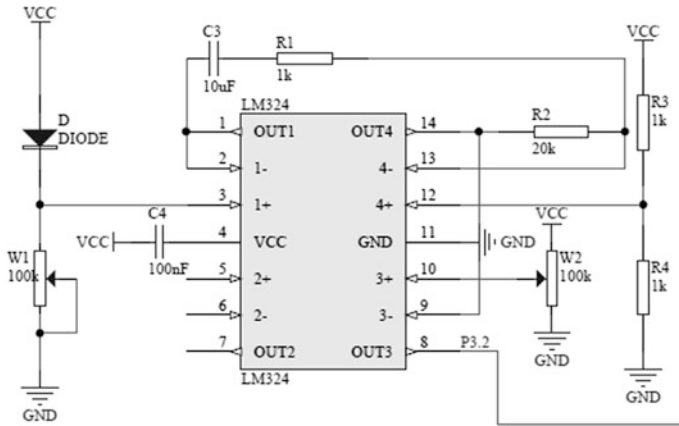 VCC
C3
R1
VCC
10uF
1k
LM324
R3
1k
D
DIODE
1
OUT1
OUT4
14
R2
20k
2
1-
4-
13
3
1+
4+
12
C4
VCC
VCC
4
VCC
GND
11
GND
100nF
W1
100k
5
2+
3+
10
W2
100k
R4
1k
6
2-
3-
9
7
OUT2
OUT3
8
P3.2
GND
GND
LM324
GND